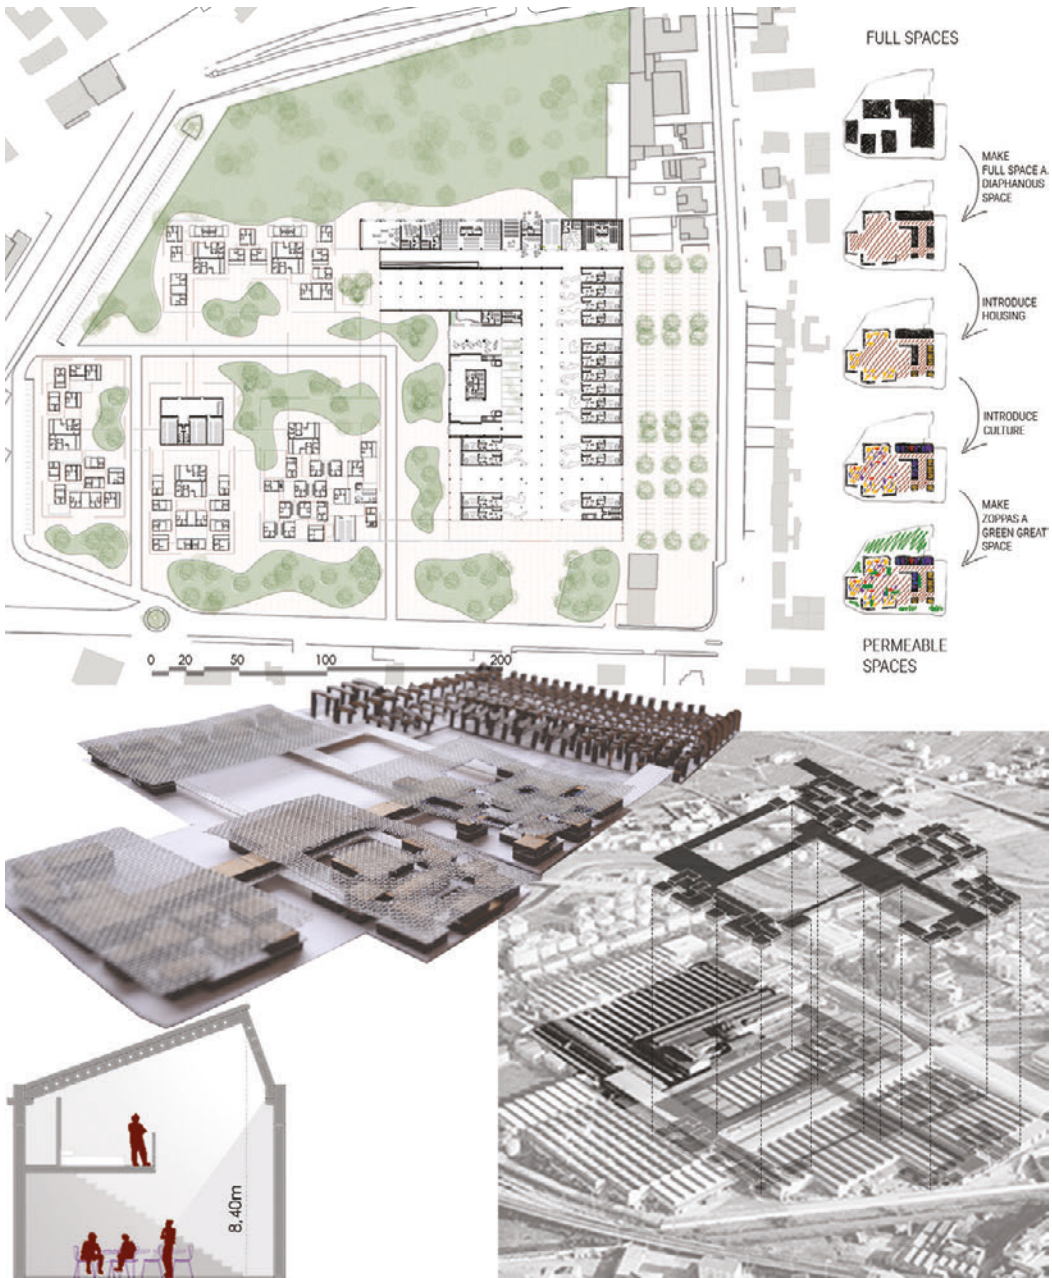 FULL SPACES
MAKE
FULL SPACE A
DIAPHANOUS
SPACE
INTRODUCE
HOUSING
INTRODUCE
CULTURE
MAKE
ZOPPAS A
GREEN GREAT
SPACE
PERMEABLE
SPACES
0 20 50 100 200
8,40m